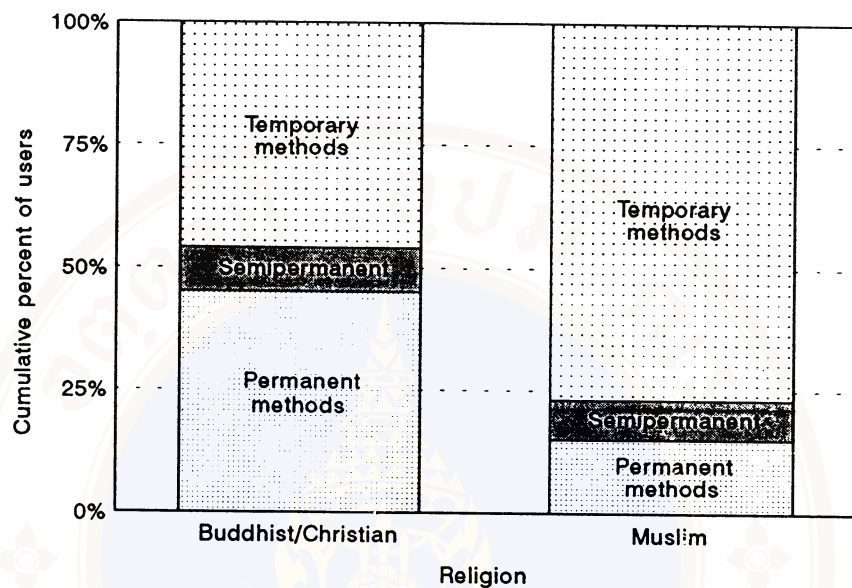 100%
75%
50%
25%
0%
Cumulative percent of users
Temporary
methods
Semipermanent
Permanent
methods
Temporary
methods
Semipermanent
Permanent
methods
Buddhist/Christian
Muslim
Religion